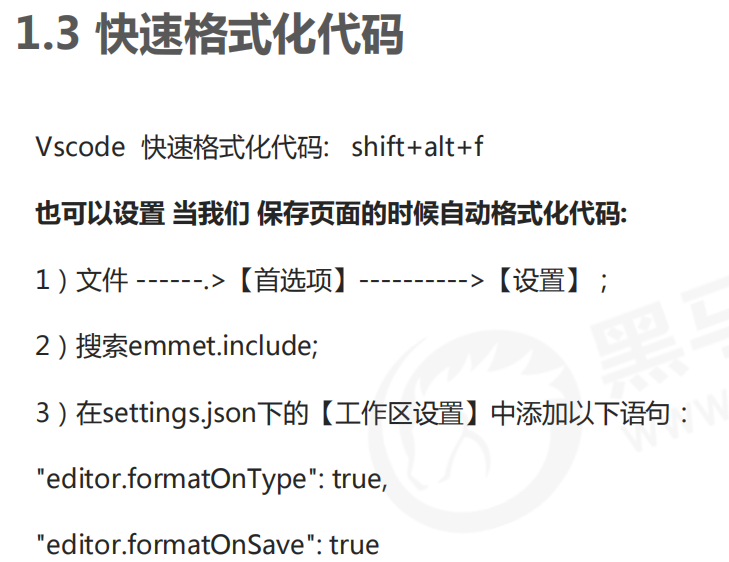 1.3 快速格式化代码
Vscode 快速格式化代码: shift+alt+f
也可以设置 当我们 保存页面的时候自动格式化代码:
1）文件 ------.>【首选项】---------->【设置】；
2）搜索emmet.include;
3）在settings.json下的【工作区设置】中添加以下语句：
"editor.formatOnType": true,
"editor.formatOnSave": true
黑马
www